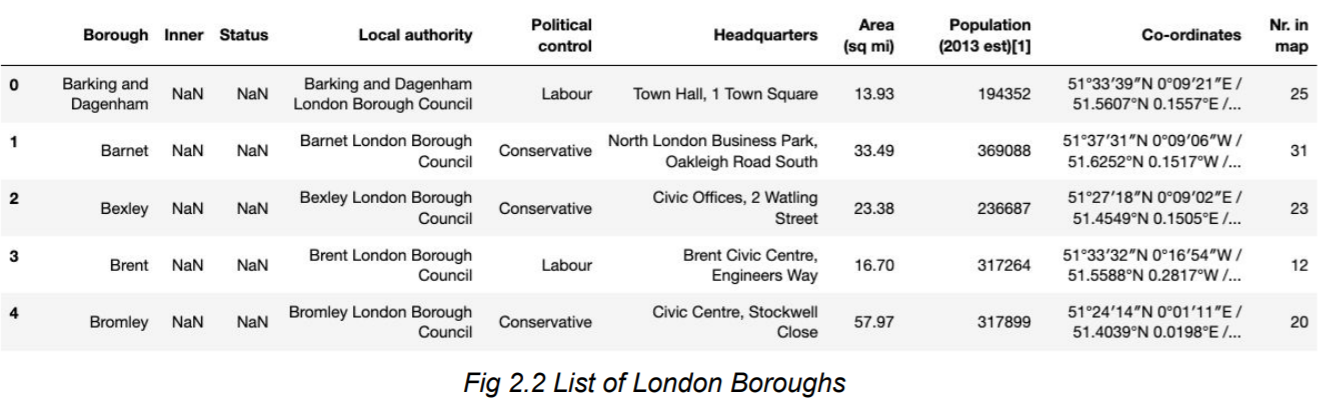 Borough Inner Status Local authority Political control Headquarters Area (sq mi) Population (2013 est)[1] Co-ordinates Nr. in map
0 Barking and Dagenham NaN NaN Barking and Dagenham London Borough Council Labour Town Hall, 1 Town Square 13.93 194352 51°33′39″N 0°09′21″E / 51.5607°N 0.1557°E /... 25
1 Barnet NaN NaN Barnet London Borough Council Conservative North London Business Park, Oakleigh Road South 33.49 369088 51°37′31″N 0°09′06″W / 51.6252°N 0.1517°W /... 31
2 Bexley NaN NaN Bexley London Borough Council Conservative Civic Offices, 2 Watling Street 23.38 236687 51°27′18″N 0°09′02″E / 51.4549°N 0.1505°E /... 23
3 Brent NaN NaN Brent London Borough Council Labour Brent Civic Centre, Engineers Way 16.70 317264 51°33′32″N 0°16′54″W / 51.5588°N 0.2817°W /... 12
4 Bromley NaN NaN Bromley London Borough Council Conservative Civic Centre, Stockwell Close 57.97 317899 51°24′14″N 0°01′11″E / 51.4039°N 0.0198°E /... 20
Fig 2.2 List of London Boroughs